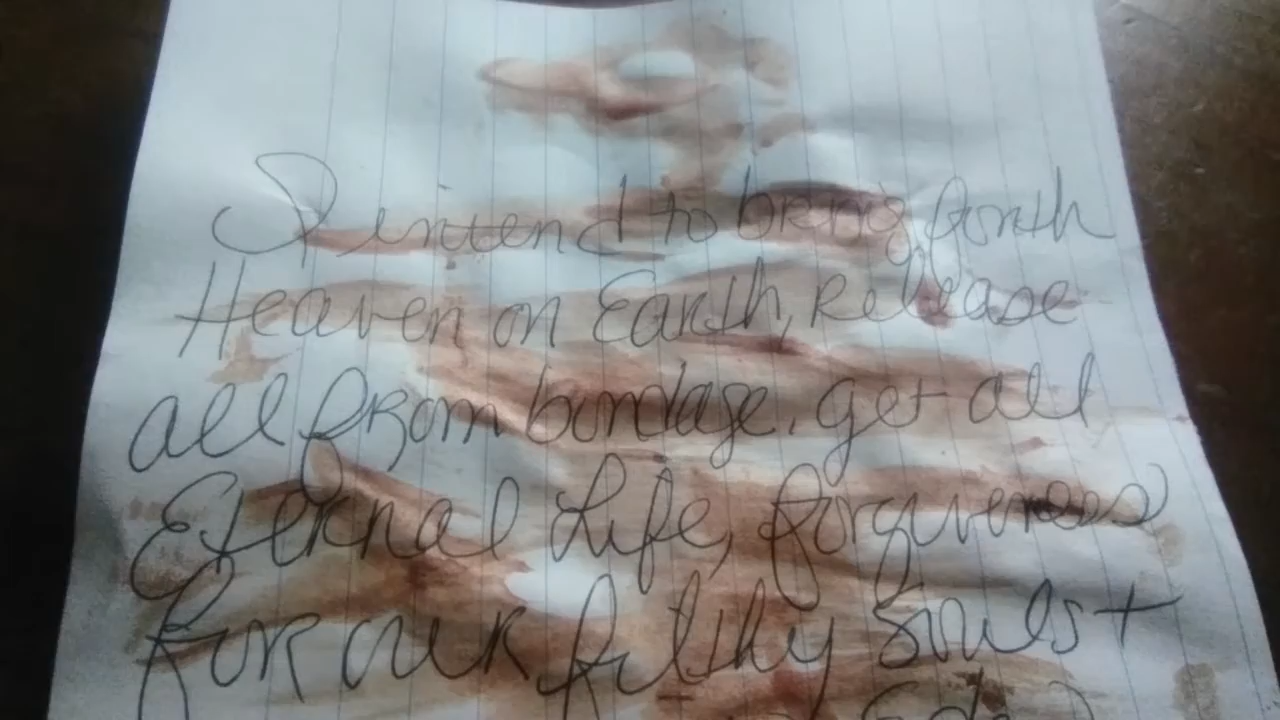 I intend to bring forth
Heaven on Earth, Release
all from bondage. get all
Eternal Life, forgiveness
for our filthy souls +